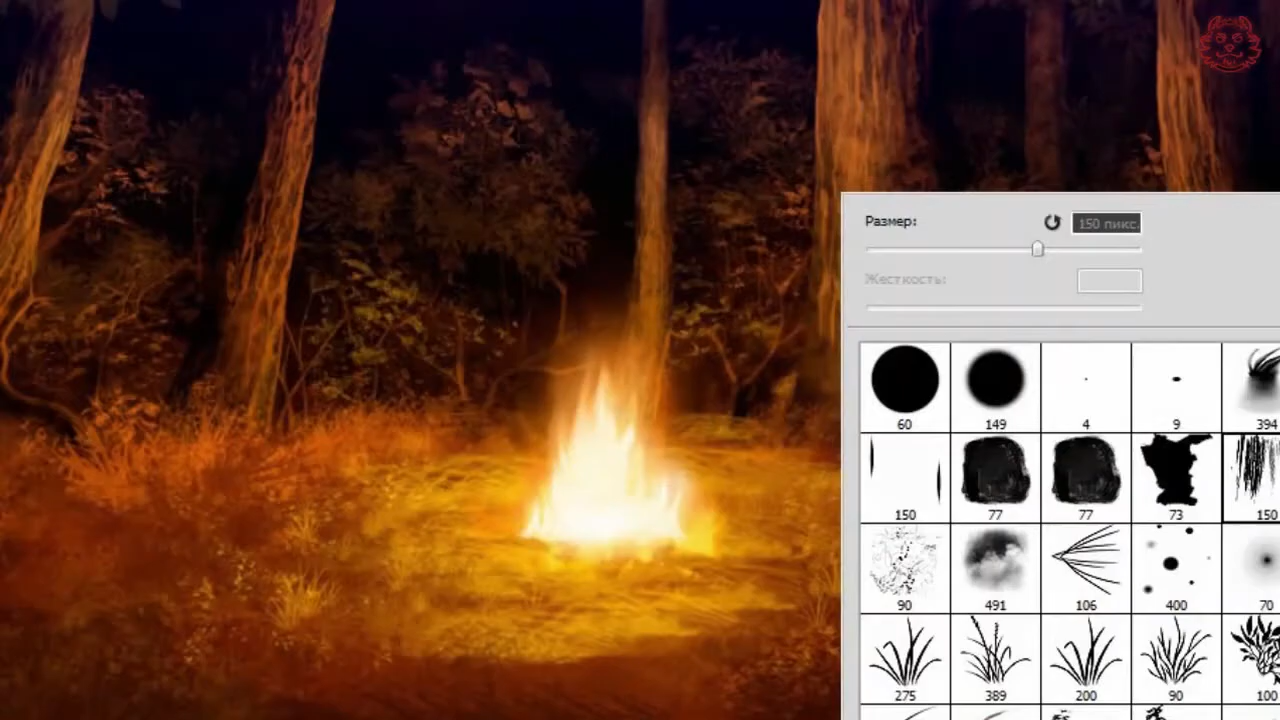 Размер:
150 пикс.
Жесткость:
60 149 4 9 394
150 77 77 73 150
90 491 106 400 70
275 389 200 90 100